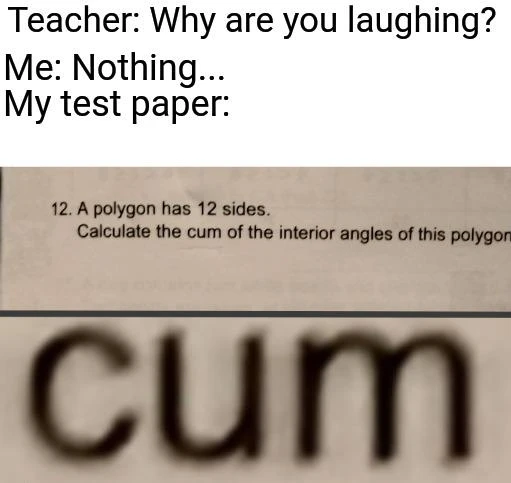 Teacher: Why are you laughing?
Me: Nothing...
My test paper:
12. A polygon has 12 sides.
Calculate the cum of the interior angles of this polygon
cum